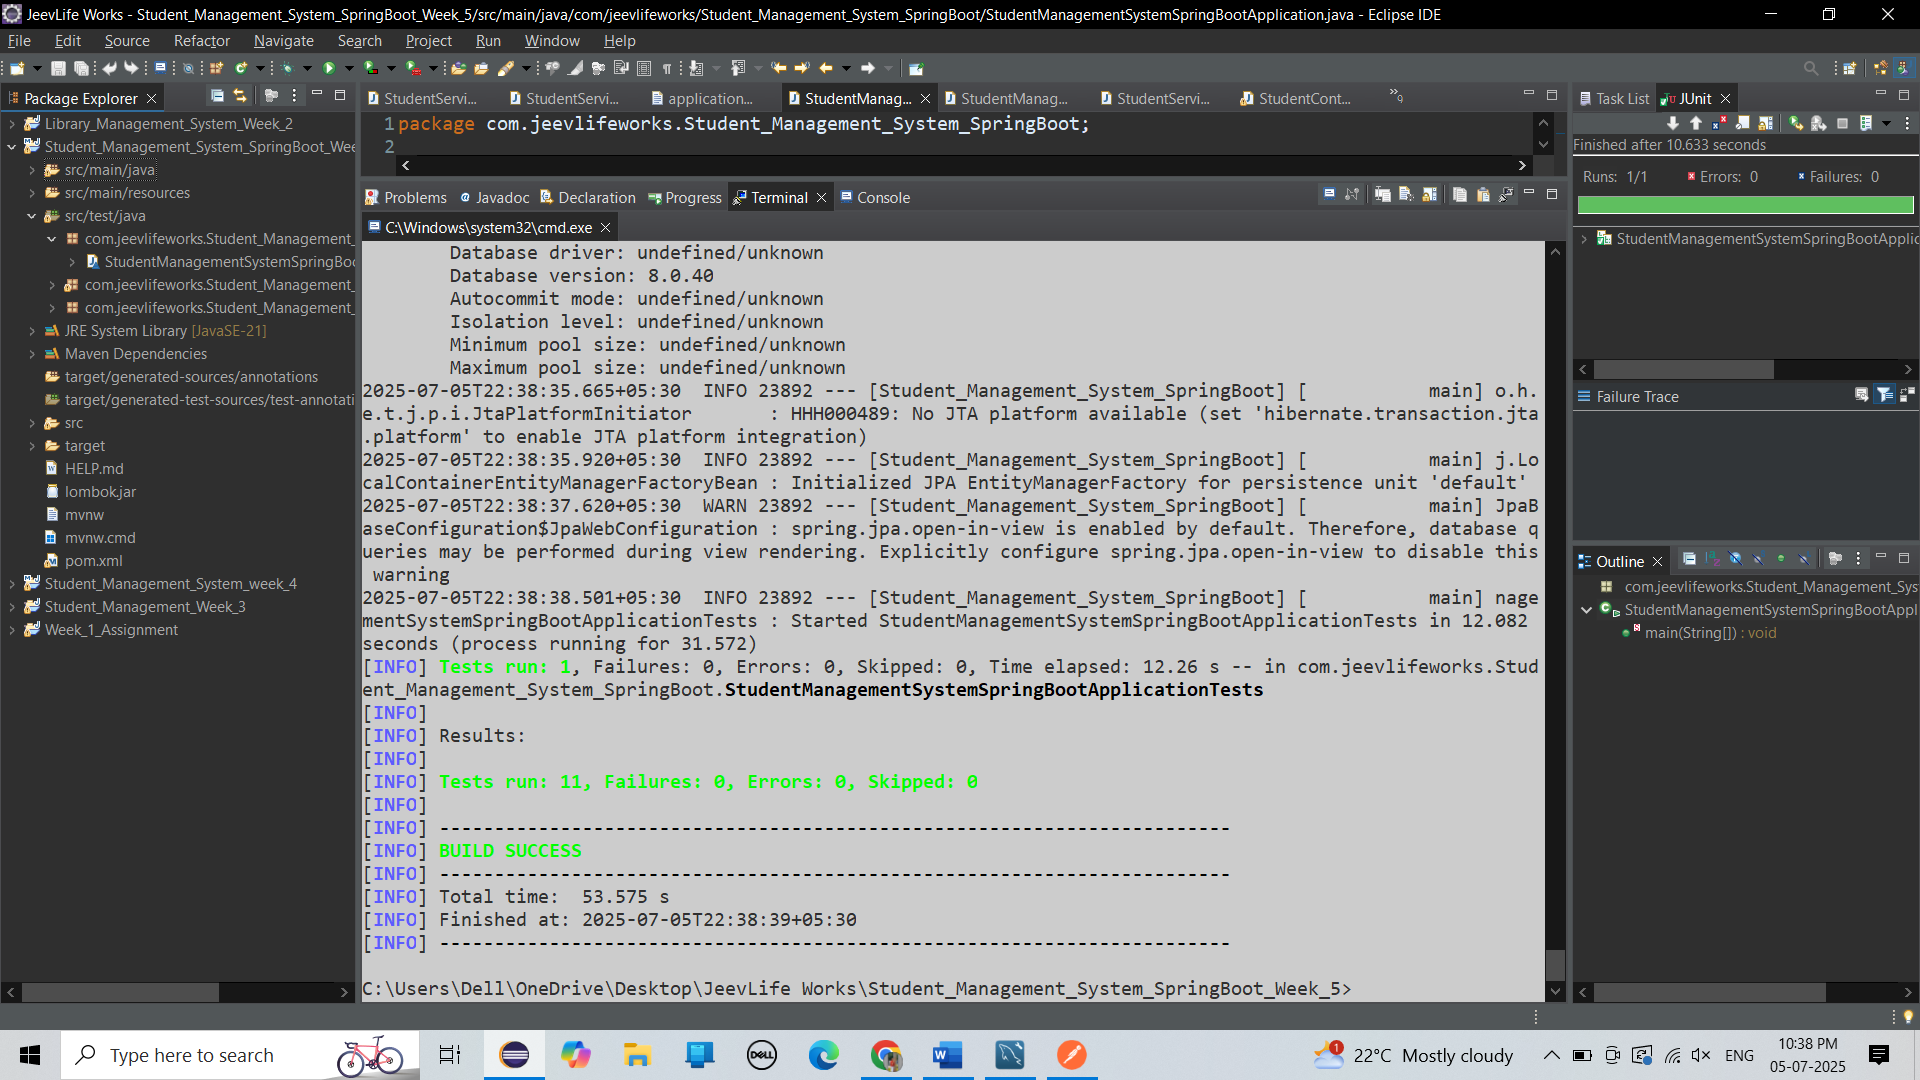 JeevLife Works - Student_Management_System_SpringBoot_Week_5/src/main/java/com/jeevlifeworks/Student_Management_System_SpringBoot/StudentManagementSystemSpringBootApplication.java - Eclipse IDE
File Edit Source Refactor Navigate Search Project Run Window Help
Package Explorer
Library_Management_System_Week_2
Student_Management_System_SpringBoot_Wee
src/main/java
src/main/resources
src/test/java
com.jeevlifeworks.Student_Management_
StudentManagementSystemSpringBoo
com.jeevlifeworks.Student_Management_
com.jeevlifeworks.Student_Management_
JRE System Library [JavaSE-21]
Maven Dependencies
target/generated-sources/annotations
target/generated-test-sources/test-annotati
src
target
HELP.md
lombok.jar
mvnw
mvnw.cmd
pom.xml
Student_Management_System_week_4
Student_Management_Week_3
Week_1_Assignment
StudentServi... StudentServi... application... StudentManag... StudentManag... StudentServi... StudentCont... »9
1 package com.jeevlifeworks.Student_Management_System_SpringBoot;
2
Problems Javadoc Declaration Progress Terminal Console
C:\Windows\system32\cmd.exe
Database driver: undefined/unknown
Database version: 8.0.40
Autocommit mode: undefined/unknown
Isolation level: undefined/unknown
Minimum pool size: undefined/unknown
Maximum pool size: undefined/unknown
2025-07-05T22:38:35.665+05:30  INFO 23892 --- [Student_Management_System_SpringBoot] [           main] o.h.
e.t.j.p.i.JtaPlatformInitiator       : HHH000489: No JTA platform available (set 'hibernate.transaction.jta
.platform' to enable JTA platform integration)
2025-07-05T22:38:35.920+05:30  INFO 23892 --- [Student_Management_System_SpringBoot] [           main] j.Lo
calContainerEntityManagerFactoryBean : Initialized JPA EntityManagerFactory for persistence unit 'default'
2025-07-05T22:38:37.620+05:30  WARN 23892 --- [Student_Management_System_SpringBoot] [           main] JpaB
aseConfiguration$JpaWebConfiguration : spring.jpa.open-in-view is enabled by default. Therefore, database q
ueries may be performed during view rendering. Explicitly configure spring.jpa.open-in-view to disable this
warning
2025-07-05T22:38:38.501+05:30  INFO 23892 --- [Student_Management_System_SpringBoot] [           main] nage
mentSystemSpringBootApplicationTests : Started StudentManagementSystemSpringBootApplicationTests in 12.082
seconds (process running for 31.572)
[INFO] Tests run: 1, Failures: 0, Errors: 0, Skipped: 0, Time elapsed: 12.26 s -- in com.jeevlifeworks.Stud
ent_Management_System_SpringBoot.StudentManagementSystemSpringBootApplicationTests
[INFO]
[INFO] Results:
[INFO]
[INFO] Tests run: 11, Failures: 0, Errors: 0, Skipped: 0
[INFO]
[INFO] ------------------------------------------------------------------------
[INFO] BUILD SUCCESS
[INFO] ------------------------------------------------------------------------
[INFO] Total time:  53.575 s
[INFO] Finished at: 2025-07-05T22:38:39+05:30
[INFO] ------------------------------------------------------------------------
C:\Users\Dell\OneDrive\Desktop\JeevLife Works\Student_Management_System_SpringBoot_Week_5>
Task List JUnit
Finished after 10.633 seconds
Runs: 1/1 Errors: 0 Failures: 0
StudentManagementSystemSpringBootApplic
Failure Trace
Outline
com.jeevlifeworks.Student_Management_Sys
StudentManagementSystemSpringBootAppl
main(String[]) : void
Type here to search
DELL
1
22°C Mostly cloudy
ENG
10:38 PM
05-07-2025